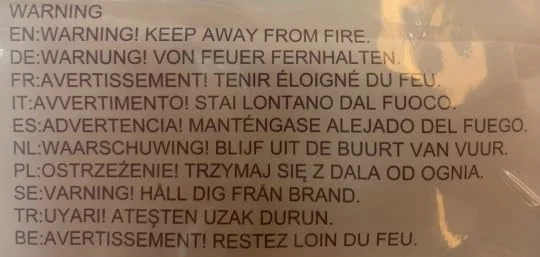 WARNING
EN:WARNING! KEEP AWAY FROM FIRE.
DE:WARNUNG! VON FEUER FERNHALTEN.
FR:AVERTISSEMENT! TENIR ÉLOIGNÉ DU FEU.
IT:AVVERTIMENTO! STAI LONTANO DAL FUOCO.
ES:ADVERTENCIA! MANTÉNGASE ALEJADO DEL FUEGO.
NL:WAARSCHUWING! BLIJF UIT DE BUURT VAN VUUR.
PL:OSTRZEŻENIE! TRZYMAJ SIĘ Z DALA OD OGNIA.
SE:VARNING! HÅLL DIG FRÅN BRAND.
TR:UYARI! ATEŞTEN UZAK DURUN.
BE:AVERTISSEMENT! RESTEZ LOIN DU FEU.